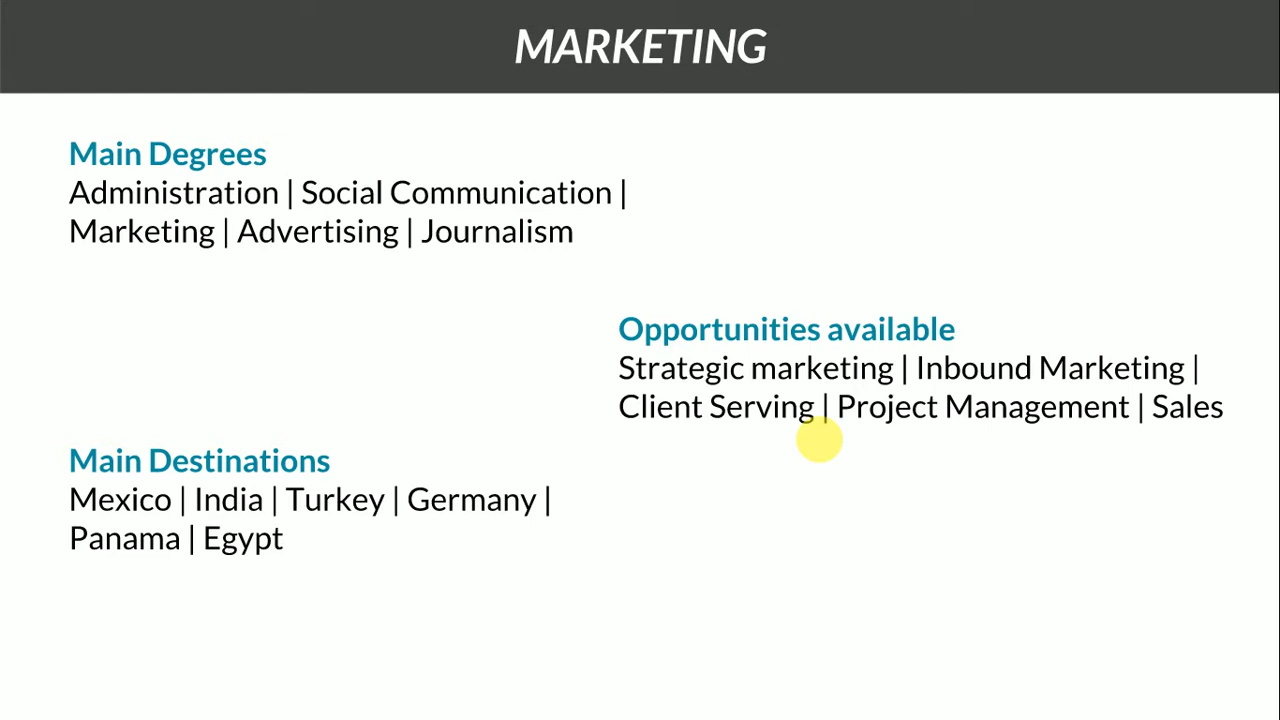 MARKETING
Main Degrees
Administration | Social Communication |
Marketing | Advertising | Journalism
Opportunities available
Strategic marketing | Inbound Marketing |
Client Serving | Project Management | Sales
Main Destinations
Mexico | India | Turkey | Germany |
Panama | Egypt